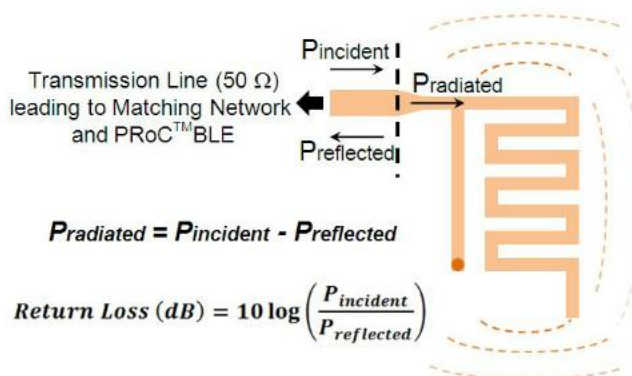 Pincident
Transmission Line (50 Ω)
leading to Matching Network
and PRoC™BLE
Pradiated
Preflected
Pradiated = Pincident - Preflected
Return Loss (dB) = 10 log(Pincident/Preflected)